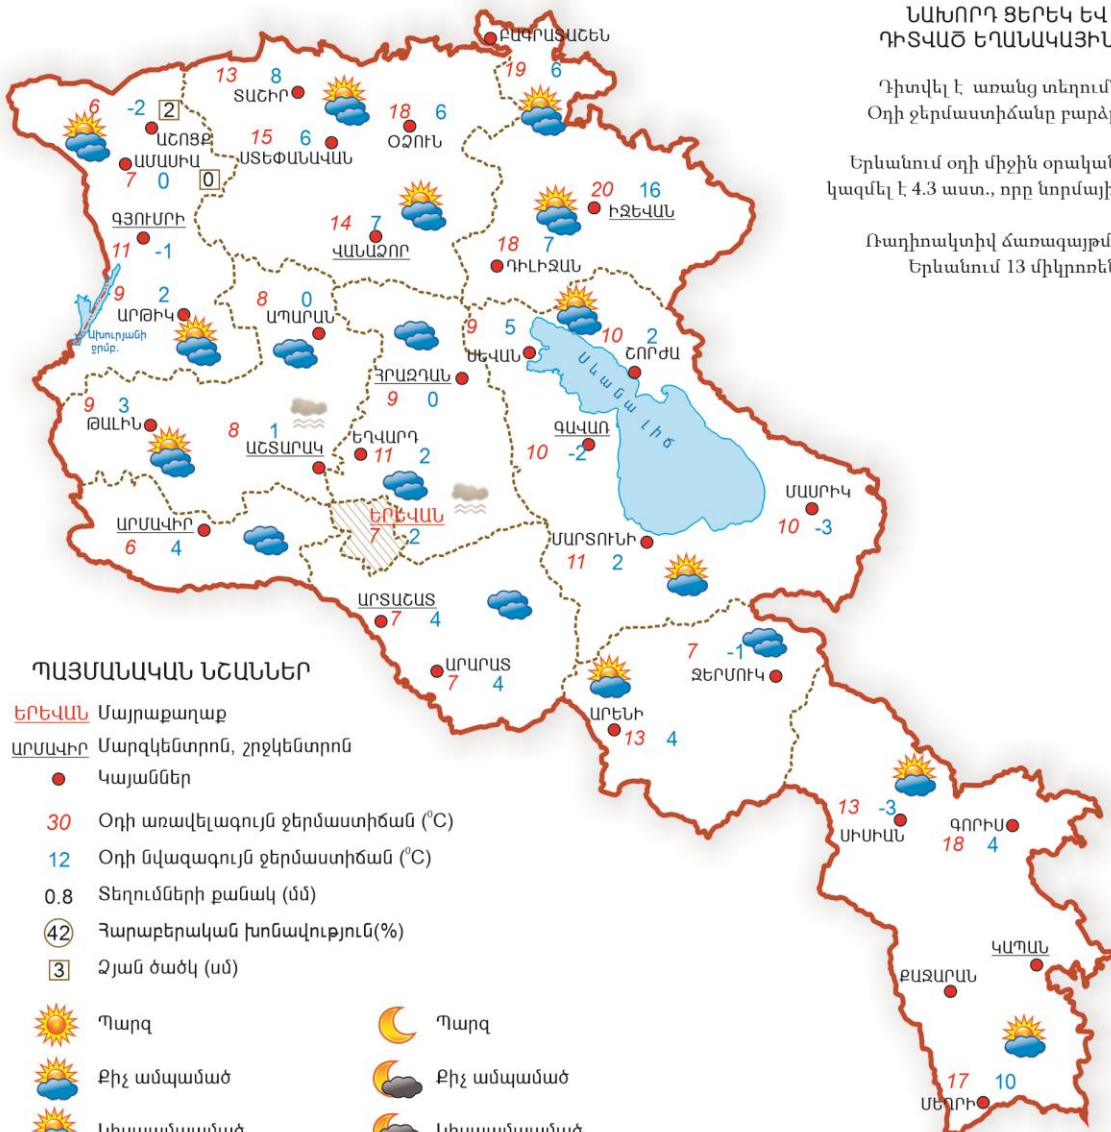 ՆԱԽՈՐԴ ՑԵՐԵԿ ԵՎ
ԴԻՏՎԱԾ ԵՂԱՆԱԿԱՅԻՆ
Դիտվել է առանց տեղում
Օդի ջերմաստիճանը բարձր
Երևանում օդի միջին օրական
կազմել է 4.3 աստ., որը նորմայի
Ռադիոակտիվ ճառագայթմ
Երևանում 13 միկրոռեն
ԲԱԳՐԱՏԱՇԵՆ
19 6
13 8
ՏԱՇԻՐ
6 -2 2
ԱՇՈՑՔ
18 6
ՕՁՈՒՆ
15 6
ՍՏԵՓԱՆԱՎԱՆ
ԱՄԱՍԻԱ
7 0 0
20 16
ԻՋԵՎԱՆ
ԳՅՈՒՄՐԻ
11 -1
14 7
ՎԱՆԱՁՈՐ
18 7
ԴԻԼԻՋԱՆ
9 2
ԱՐԹԻԿ
Ախուրյանի
ջրմբ.
8 0
ԱՊԱՐԱՆ
9 5
ՍԵՎԱՆ
10 2
ՇՈՐԺԱ
Սևանա լիճ
ՀՐԱԶԴԱՆ
9 0
9 3
ԹԱԼԻՆ
8 1
ԱՇՏԱՐԱԿ
ԵՂՎԱՐԴ
11 2
ԳԱՎԱՌ
10 -2
ՄԱՍՐԻԿ
10 -3
ԱՐՄԱՎԻՐ
6 4
ԵՐԵՎԱՆ
7 2
ՄԱՐՏՈՒՆԻ
11 2
ԱՐՏԱՇԱՏ
7 4
ԱՐԱՐԱՏ
7 4
7 -1
ՋԵՐՄՈՒԿ
ԱՐԵՆԻ
13 4
13 -3
ՍԻՍԻԱՆ
ԳՈՐԻՍ
18 4
ԿԱՊԱՆ
ՔԱՋԱՐԱՆ
17 10
ՄԵՂՐԻ
ՊԱՅՄԱՆԱԿԱՆ ՆՇԱՆՆԵՐ
ԵՐԵՎԱՆ Մայրաքաղաք
ԱՐՄԱՎԻՐ Մարզկենտրոն, շրջկենտրոն
Կայաններ
30 Օդի առավելագույն ջերմաստիճան (⁰C)
12 Օդի նվազագույն ջերմաստիճան (⁰C)
0.8 Տեղումների քանակ (մմ)
42 Հարաբերական խոնավություն(%)
3 Ձյան ծածկ (սմ)
Պարզ Պարզ
Քիչ ամպամած Քիչ ամպամած